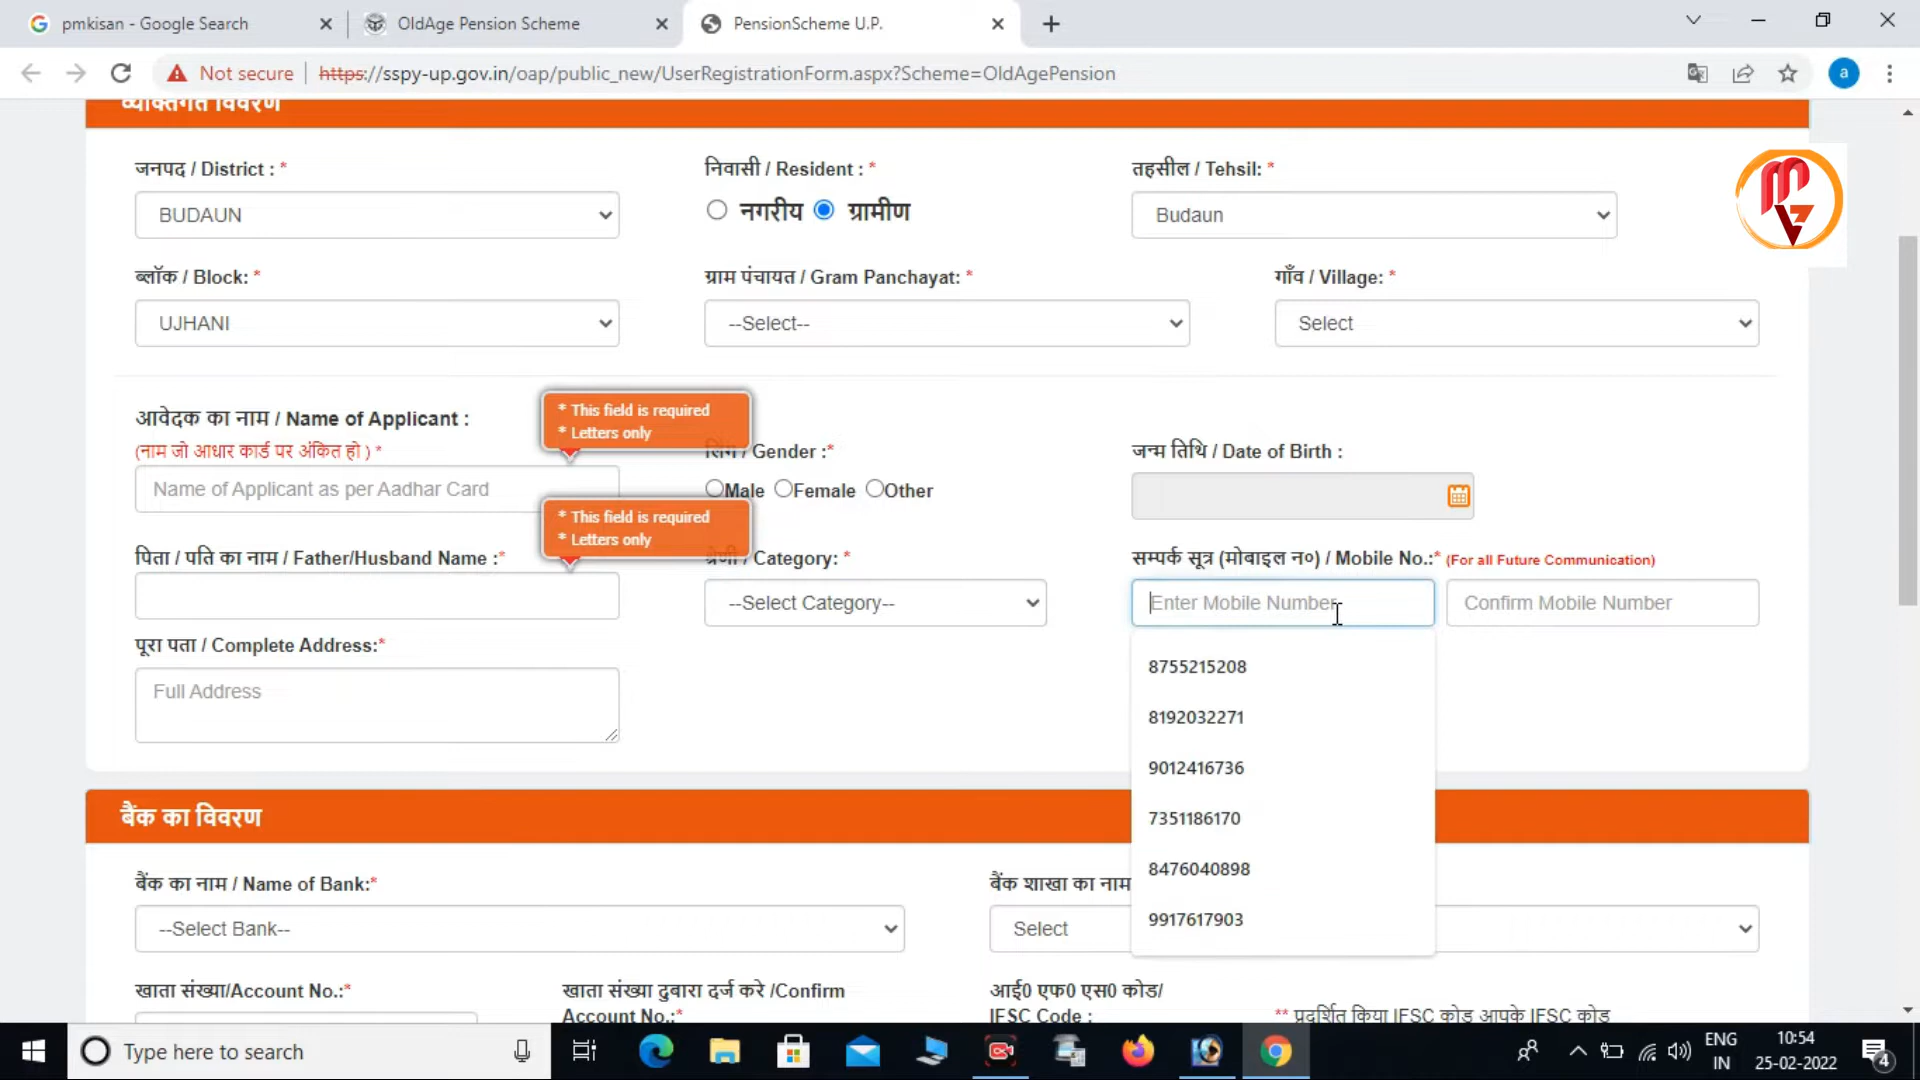 pmkisan - Google Search
OldAge Pension Scheme
PensionScheme U.P.
Not secure
https://sspy-up.gov.in/oap/public_new/UserRegistrationForm.aspx?Scheme=OldAgePension
a
व्यक्तिगत विवरण
जनपद / District : *
निवासी / Resident : *
तहसील / Tehsil: *
BUDAUN
नगरीय
ग्रामीण
Budaun
ब्लॉक / Block: *
ग्राम पंचायत / Gram Panchayat: *
गाँव / Village: *
UJHANI
--Select--
Select
* This field is required
* Letters only
आवेदक का नाम / Name of Applicant :
(नाम जो आधार कार्ड पर अंकित हो ) *
लिंग / Gender :*
जन्म तिथि / Date of Birth :
Name of Applicant as per Aadhar Card
Male
Female
Other
* This field is required
* Letters only
पिता / पति का नाम / Father/Husband Name :*
श्रेणी / Category: *
सम्पर्क सूत्र (मोबाइल न०) / Mobile No.:* (For all Future Communication)
--Select Category--
Enter Mobile Number
Confirm Mobile Number
पूरा पता / Complete Address:*
Full Address
8755215208
8192032271
9012416736
7351186170
8476040898
9917617903
बैंक का विवरण
बैंक का नाम / Name of Bank:*
बैंक शाखा का नाम
--Select Bank--
Select
खाता संख्या/Account No.:*
खाता संख्या दुबारा दर्ज करे /Confirm
Account No.:*
आई0 एफ0 एस0 कोड/
IFSC Code :
** प्रदर्शित किया IFSC कोड आपके IFSC कोड
Type here to search
ENG
IN
10:54
25-02-2022
4